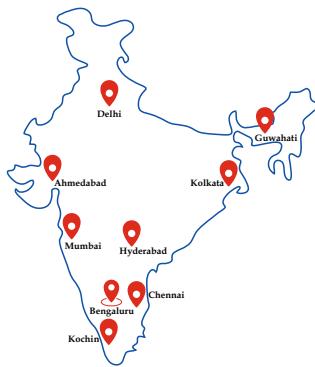 Delhi
Guwahati
Ahmedabad
Kolkata
Mumbai
Hyderabad
Chennai
Bengaluru
Kochin